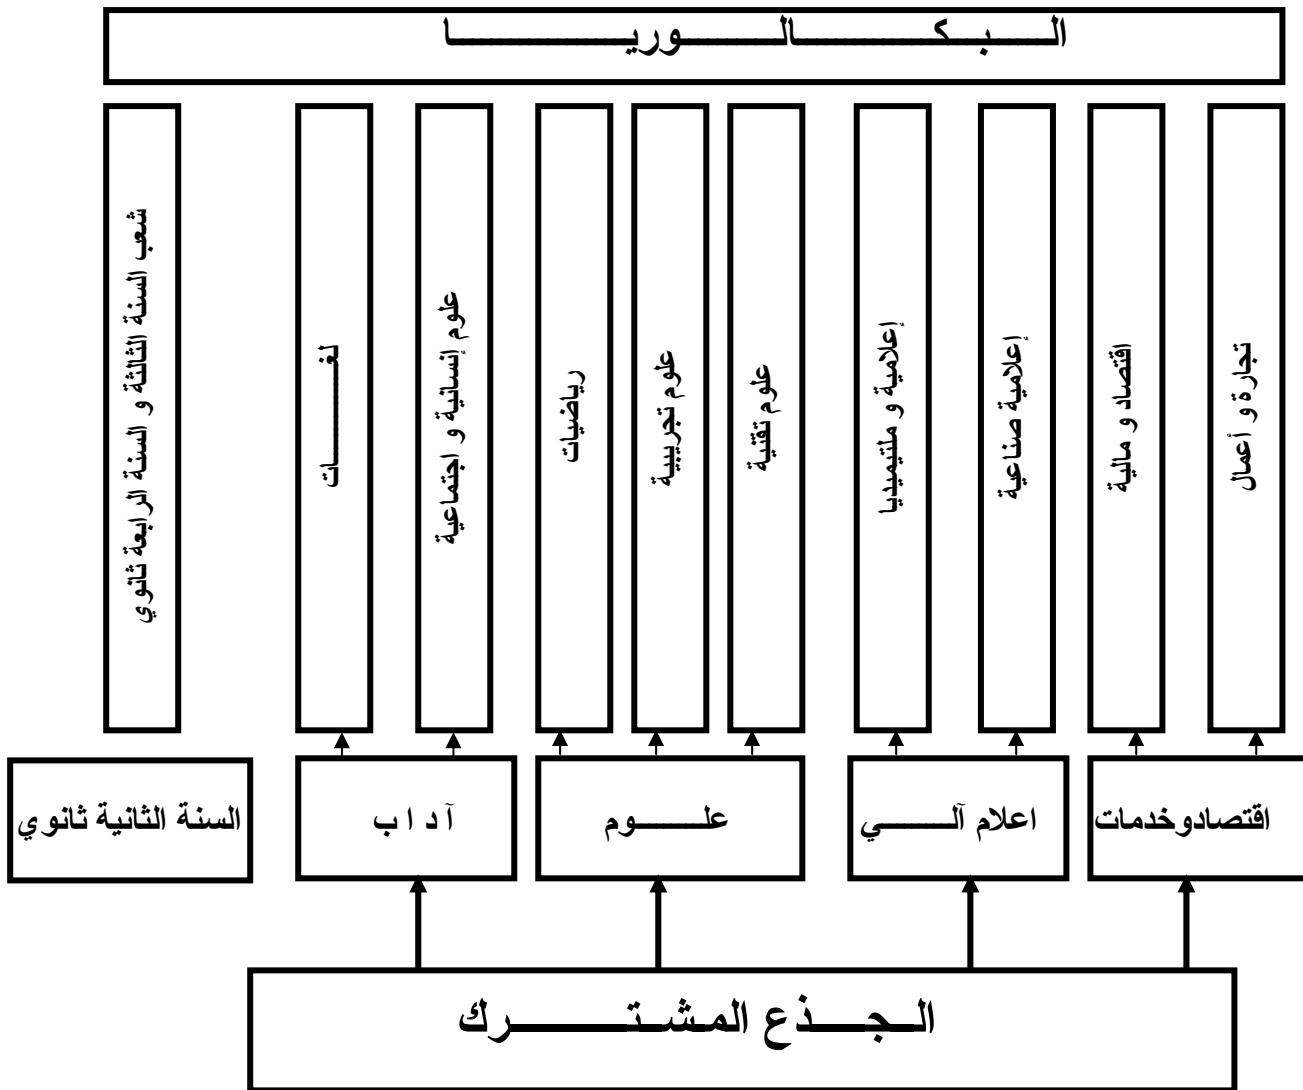 البكالوريا
تجارة و أعمال
اقتصاد و مالية
إعلامية صناعية
إعلامية و ملتيميديا
علوم تقنية
علوم تجريبية
رياضيات
علوم إنسانية و اجتماعية
لغات
شعب السنة الثالثة و السنة الرابعة ثانوي
اقتصادوخدمات
اعلام آلي
علوم
آداب
السنة الثانية ثانوي
الجذع المشترك